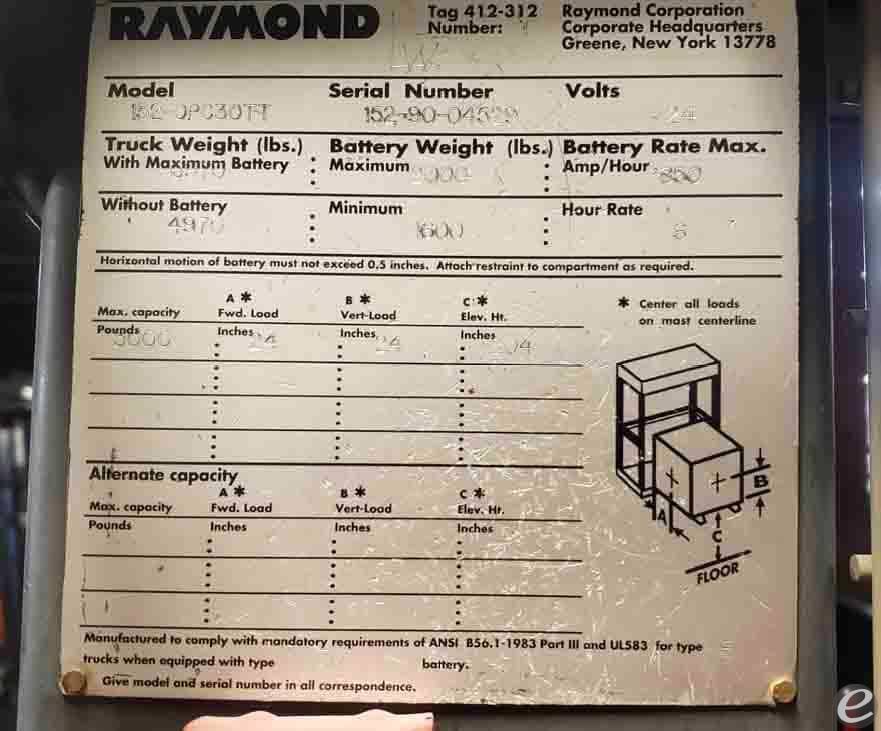 RAYMOND
Tag 412-312
Number:
Raymond Corporation
Corporate Headquarters
Greene, New York 13778
Model
Serial Number
Volts
152-OPC30TT
24
Truck Weight (lbs.)
With Maximum Battery
Battery Weight (lbs.)
Maximum
Battery Rate Max.
Amp/Hour
Without Battery
4970
Minimum
1600
Hour Rate
6
Horizontal motion of battery must not exceed 0.5 inches. Attach restraint to compartment as required.
Max. capacity
A *
Fwd. Load
B *
Vert-Load
C *
Elev. Ht.
* Center all loads
on mast centerline
Pounds
3000
Inches
24
Inches
24
Inches
Alternate capacity
Max. capacity
A *
Fwd. Load
B *
Vert-Load
C *
Elev. Ht.
Pounds
Inches
Inches
Inches
B
A
C
FLOOR
Manufactured to comply with mandatory requirements of ANSI B56.1-1983 Part III and UL583 for type
trucks when equipped with type battery.
Give model and serial number in all correspondence.
e